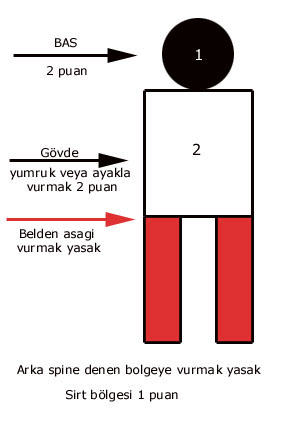 BAS
2 puan
1
Gövde
yumruk veya ayakla
vurmak 2 puan
2
Belden asagi
vurmak yasak
Arka spine denen bolgeye vurmak yasak
Sirt bölgesi 1 puan